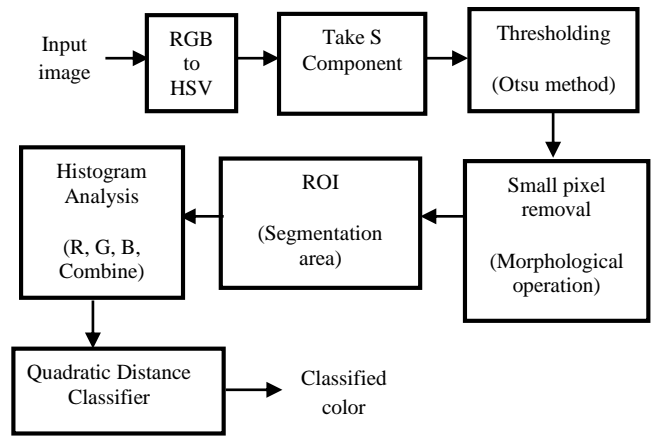 Input
image
RGB
to
HSV
Take S
Component
Thresholding
(Otsu method)
Small pixel
removal
(Morphological
operation)
ROI
(Segmentation
area)
Histogram
Analysis
(R, G, B,
Combine)
Quadratic Distance
Classifier
Classified
color